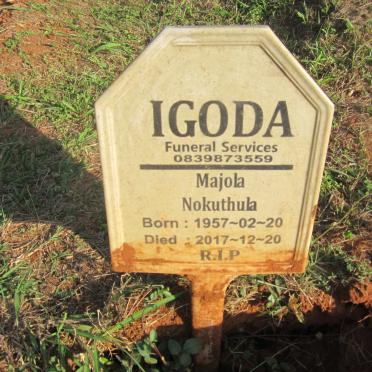 IGODA
Funeral Services
0839873559
Majola
Nokuthula
Born : 1957-02-20
Died : 2017-12-20
R.I.P